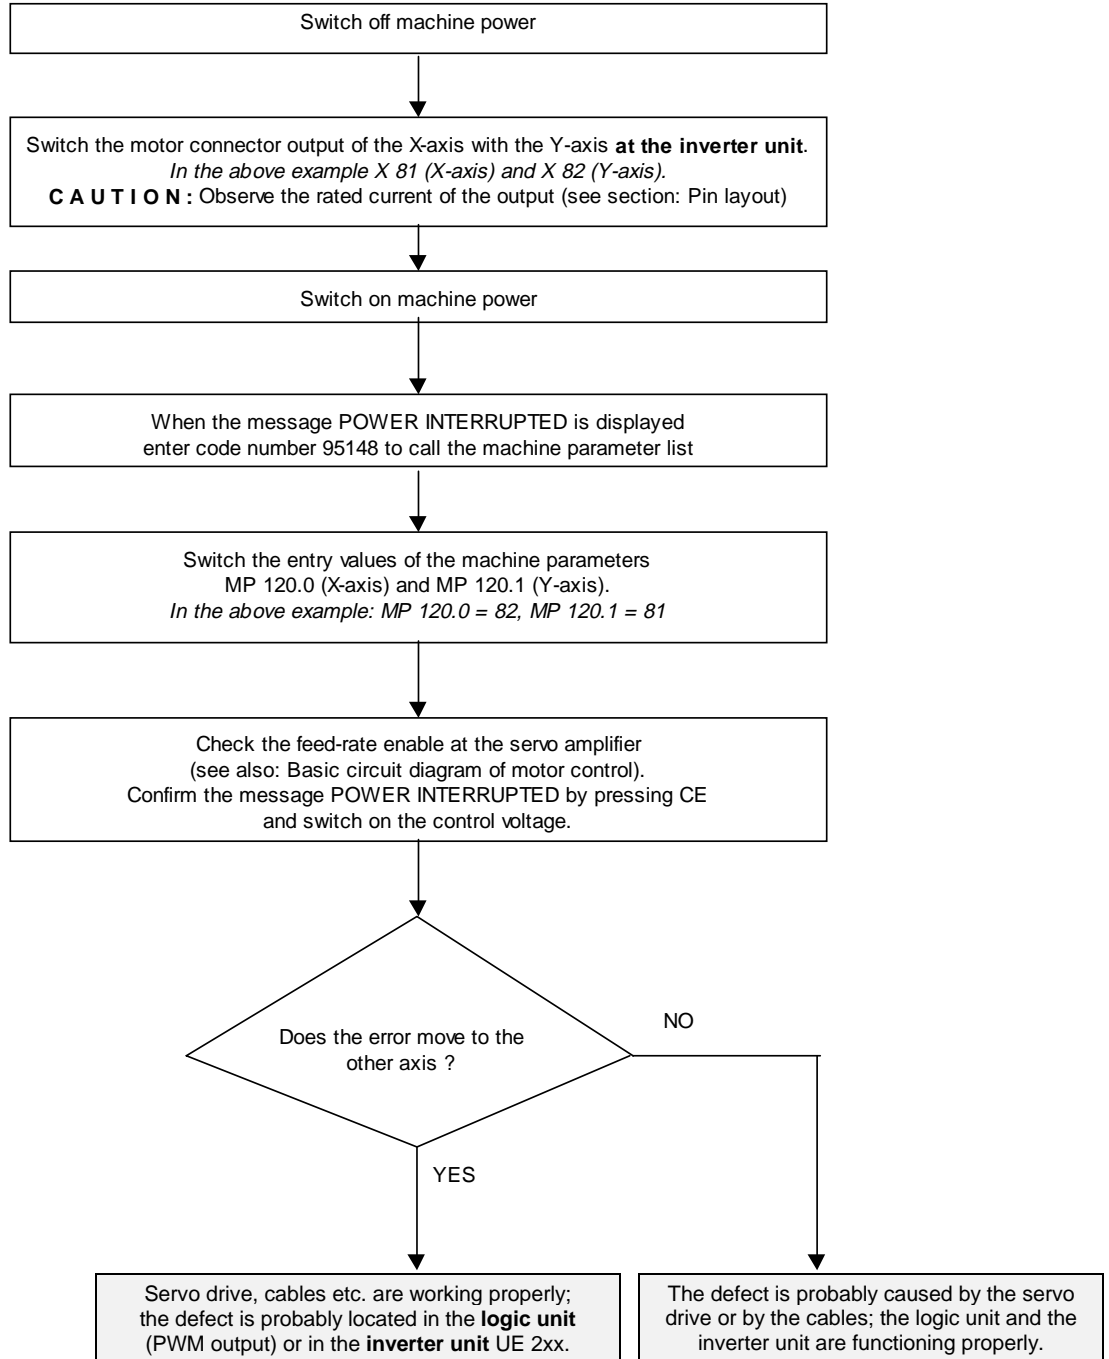 Switch off machine power
Switch the motor connector output of the X-axis with the Y-axis at the inverter unit.
In the above example X 81 (X-axis) and X 82 (Y-axis).
CAUTION: Observe the rated current of the output (see section: Pin layout)
Switch on machine power
When the message POWER INTERRUPTED is displayed
enter code number 95148 to call the machine parameter list
Switch the entry values of the machine parameters
MP 120.0 (X-axis) and MP 120.1 (Y-axis).
In the above example: MP 120.0 = 82, MP 120.1 = 81
Check the feed-rate enable at the servo amplifier
(see also: Basic circuit diagram of motor control).
Confirm the message POWER INTERRUPTED by pressing CE
and switch on the control voltage.
Does the error move to the
other axis ?
NO
YES
Servo drive, cables etc. are working properly;
the defect is probably located in the logic unit
(PWM output) or in the inverter unit UE 2xx.
The defect is probably caused by the servo
drive or by the cables; the logic unit and the
inverter unit are functioning properly.